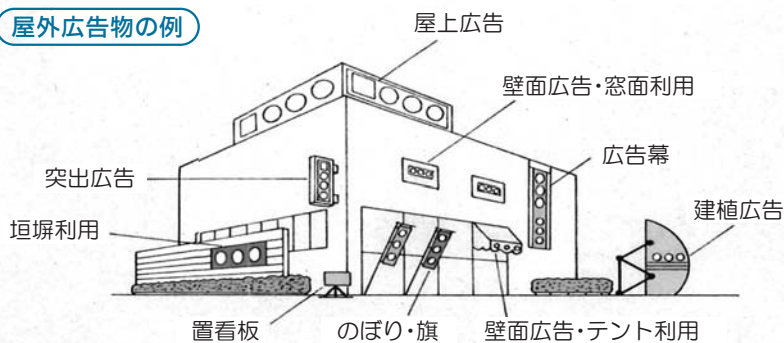 屋外広告物の例
屋上広告
壁面広告・窓面利用
広告幕
突出広告
建植広告
垣塀利用
置看板
のぼり・旗
壁面広告・テント利用